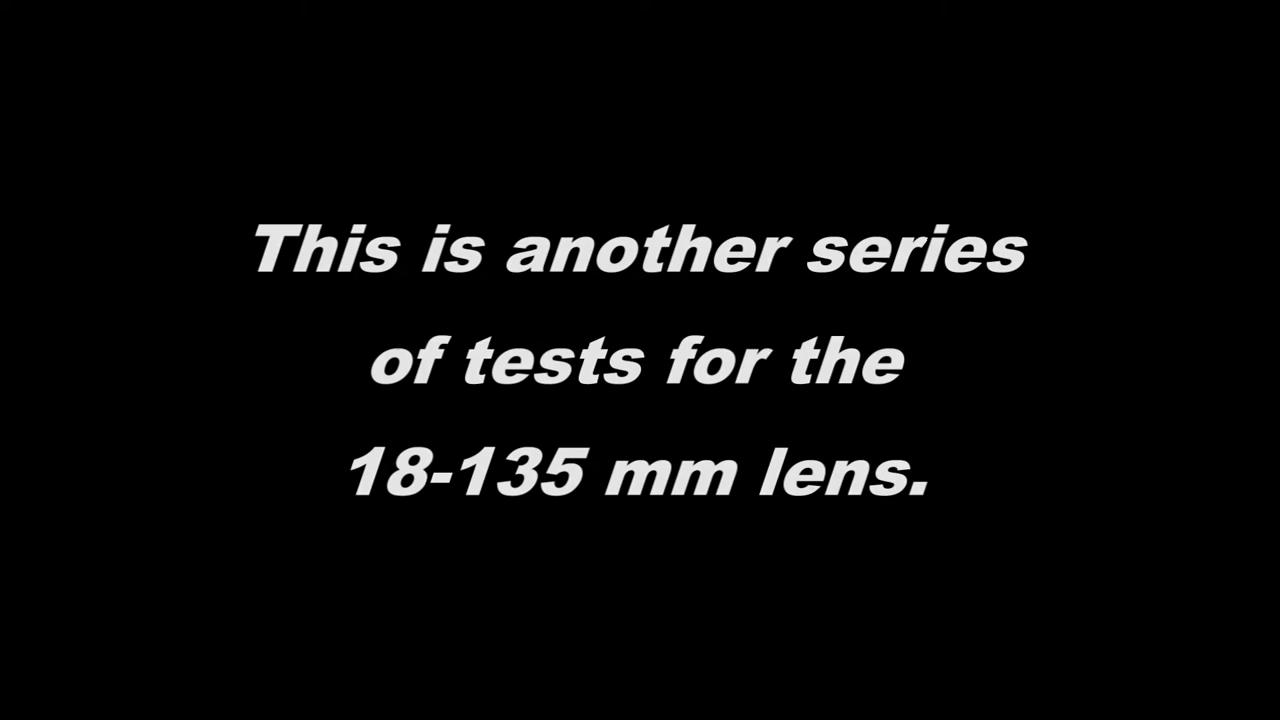 This is another series
of tests for the
18-135 mm lens.